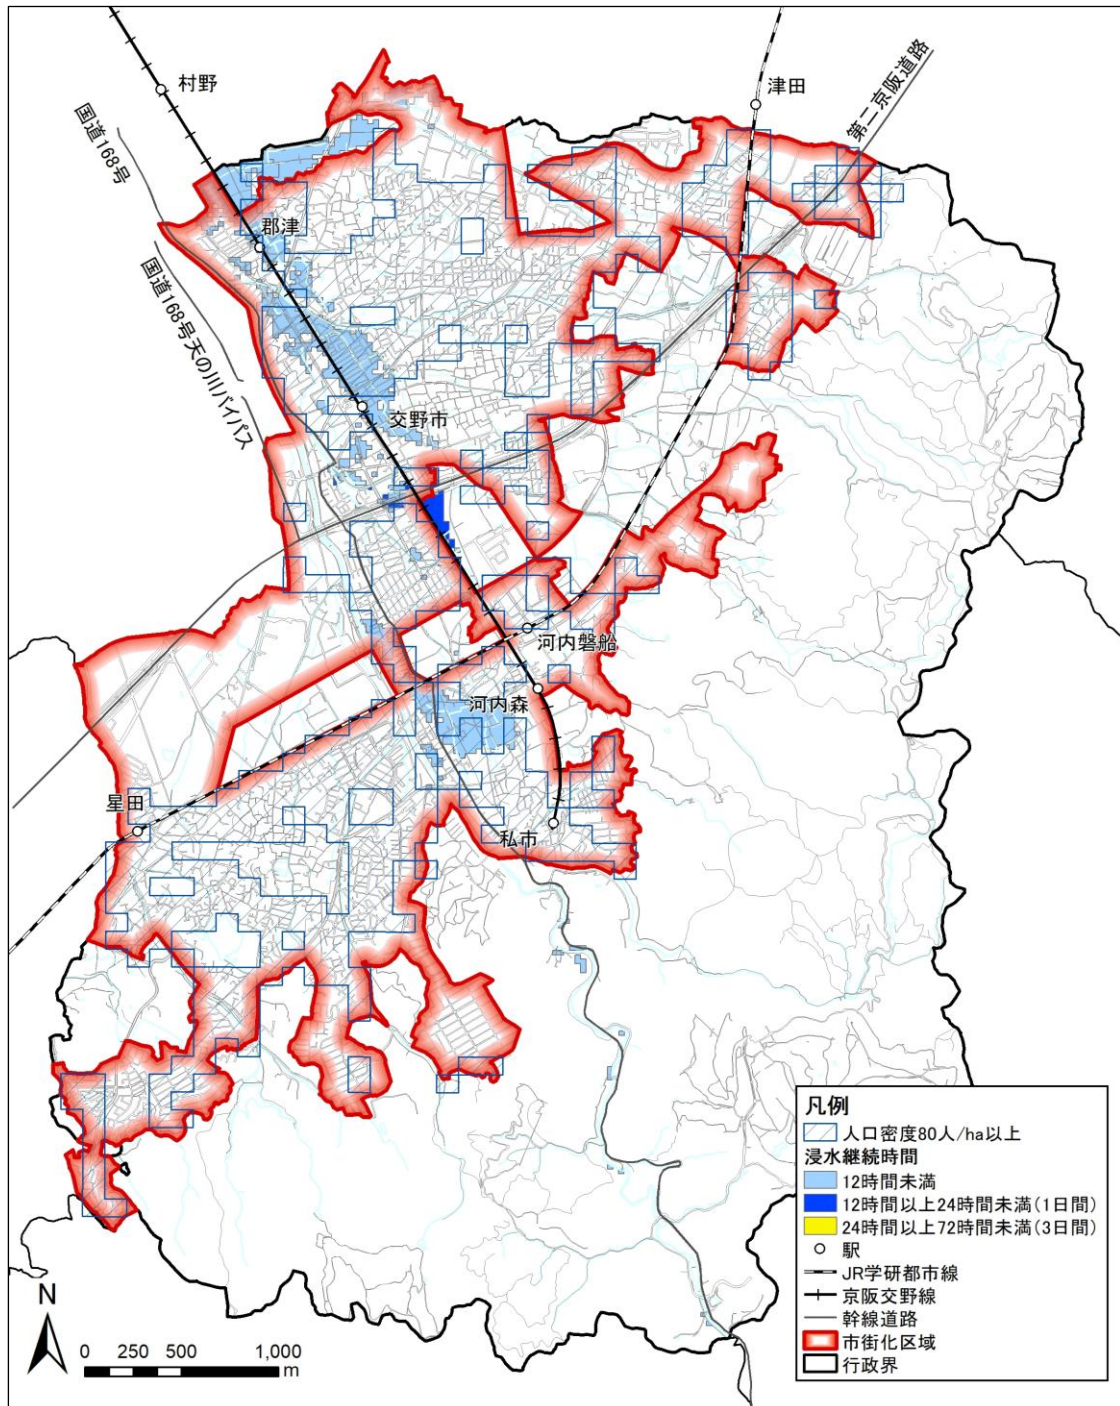 村野
津田
第二京阪道路
国道168号
郡津
国道168号天の川バイパス
交野市
河内磐船
河内森
星田
私市
N
0 250 500 1,000
m
凡例
人口密度80人/ha以上
浸水継続時間
12時間未満
12時間以上24時間未満(1日間)
24時間以上72時間未満(3日間)
駅
JR学研都市線
京阪交野線
幹線道路
市街化区域
行政界